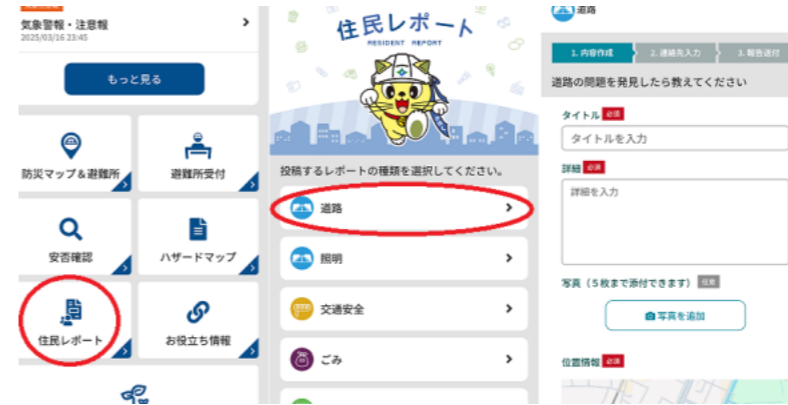 気象警報・注意報
2025/03/16 23:45
もっと見る
防災マップ＆避難所
避難所受付
安否確認
ハザードマップ
住民レポート
お役立ち情報
住民レポート
RESIDENT REPORT
投稿するレポートの種類を選択してください。
道路
照明
交通安全
ごみ
道路
1. 内容作成
2. 連絡先入力
3. 報告送付
道路の問題を発見したら教えてください
タイトル 必須
タイトルを入力
詳細 必須
詳細を入力
写真（５枚まで添付できます） 任意
写真を追加
位置情報 必須